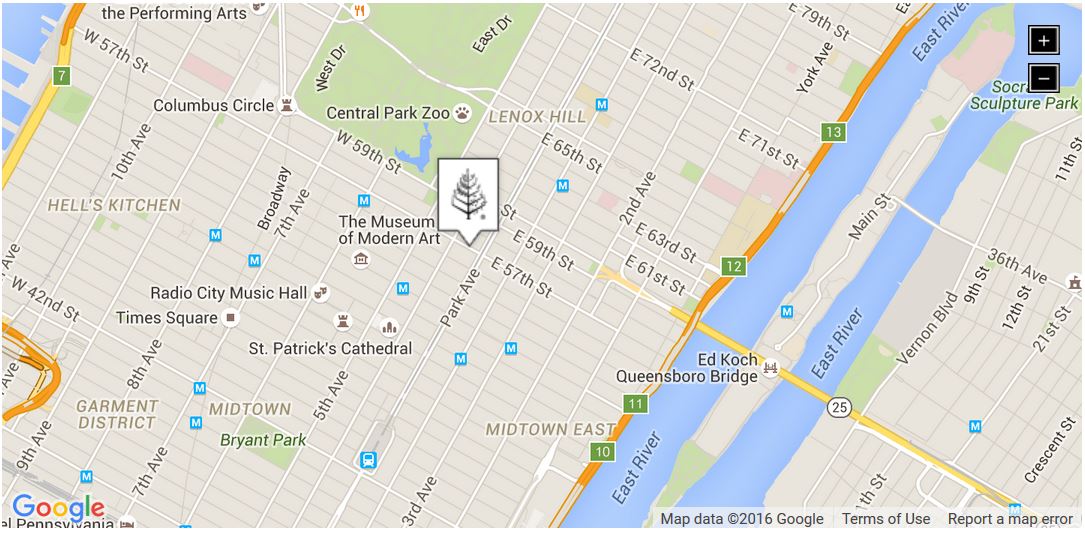 the Performing Arts
W 57th St
7
10th Ave
Columbus Circle
West Dr
East Dr
Central Park Zoo
LENOX HILL
E 72nd St
E 79th St
York Ave
East River
+
−
Sculpture Park
11th St
13
E 71st St
E 65th St
W 59th St
HELL'S KITCHEN
Broadway
7th Ave
The Museum
of Modern Art
St
E 59th St
E 57th St
2nd Ave
E 63rd St
E 61st St
12
Main St
36th Ave
9th St
12th St
21st St
Vernon Blvd
W 42nd St
Radio City Music Hall
Times Square
Park Ave
St. Patrick's Cathedral
East River
Ed Koch
Queensboro Bridge
25
8th Ave
5th Ave
GARMENT
DISTRICT
MIDTOWN
Bryant Park
11
MIDTOWN EAST
10
East River
Crescent St
9th Ave
7th Ave
3rd Ave
Google
el Pennsylvania
Map data ©2016 Google
Terms of Use
Report a map error
M
M
M
M
M
M
M
M
M
M
M
M
M